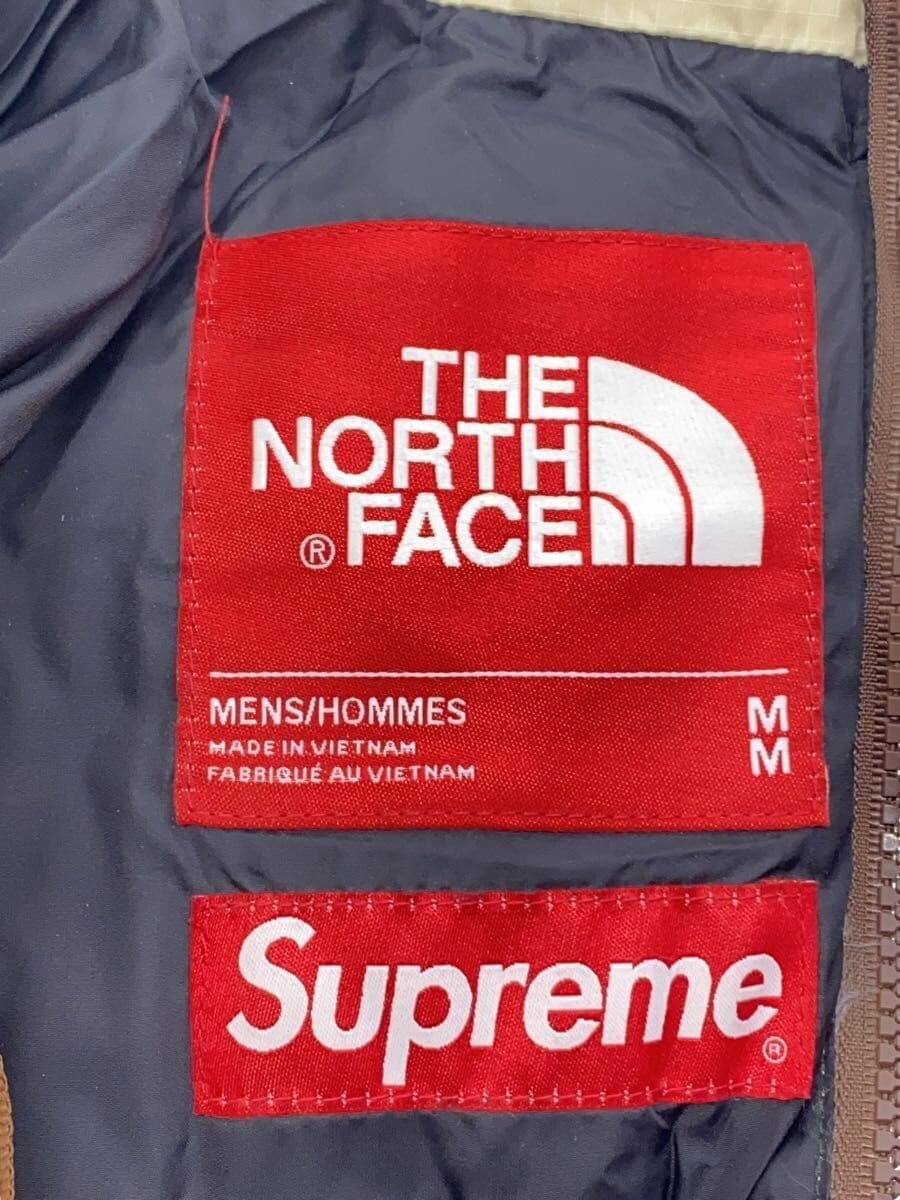 THE
NORTH
® FACE
MENS/HOMMES M
MADE IN VIETNAM M
FABRIQUÉ AU VIETNAM
Supreme ®